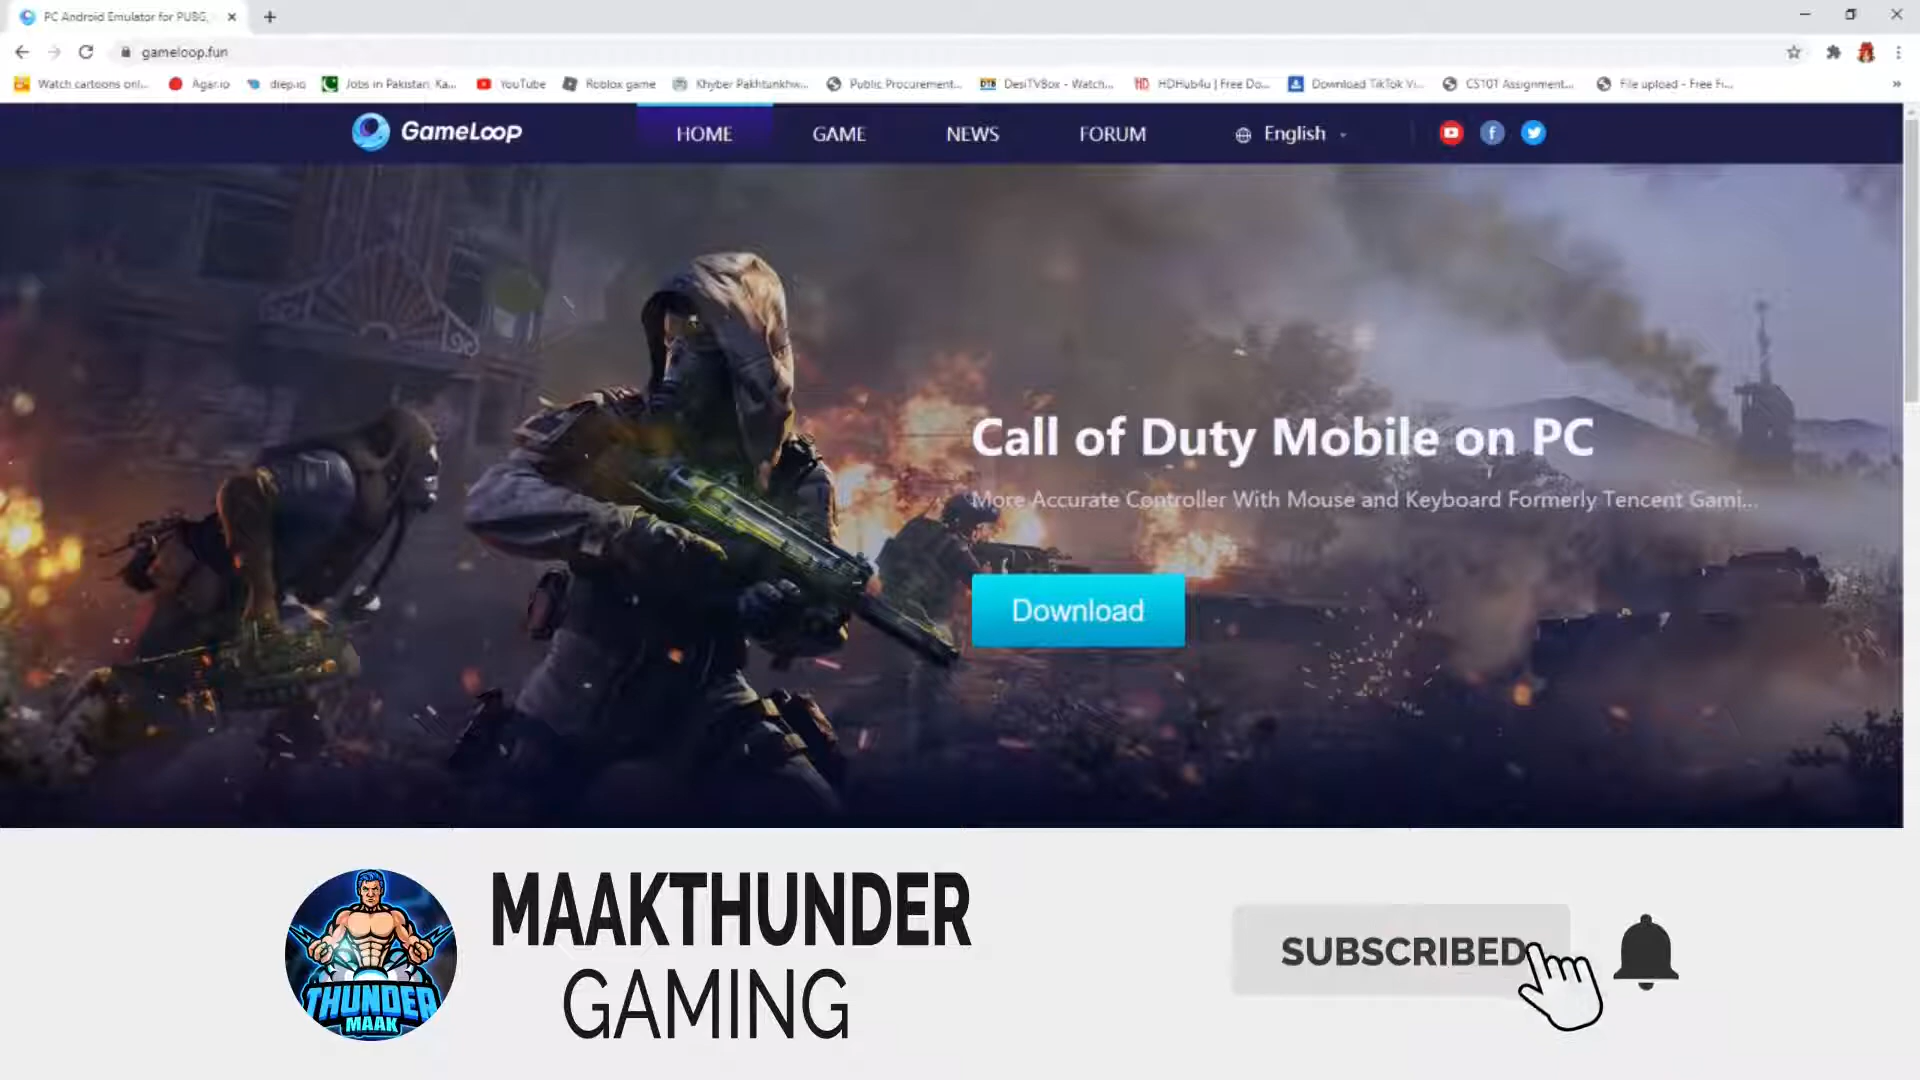 PC Android Emulator for PUBG,
gameloop.fun
Watch cartoons onl...
Agar.io
diep.io
Jobs in Pakistan, Ka...
YouTube
Roblox game
Khyber Pakhtunkhw...
Public Procurement...
DTB
DesiTVBox - Watch...
HD
HDHub4u | Free Do...
Download TikTok Vi...
CS101 Assignment...
File upload - Free Fi...
GameLoop
HOME
GAME
NEWS
FORUM
English
Call of Duty Mobile on PC
More Accurate Controller With Mouse and Keyboard Formerly Tencent Gami...
Download
THUNDER
MAAK
MAAKTHUNDER
GAMING
SUBSCRIBED